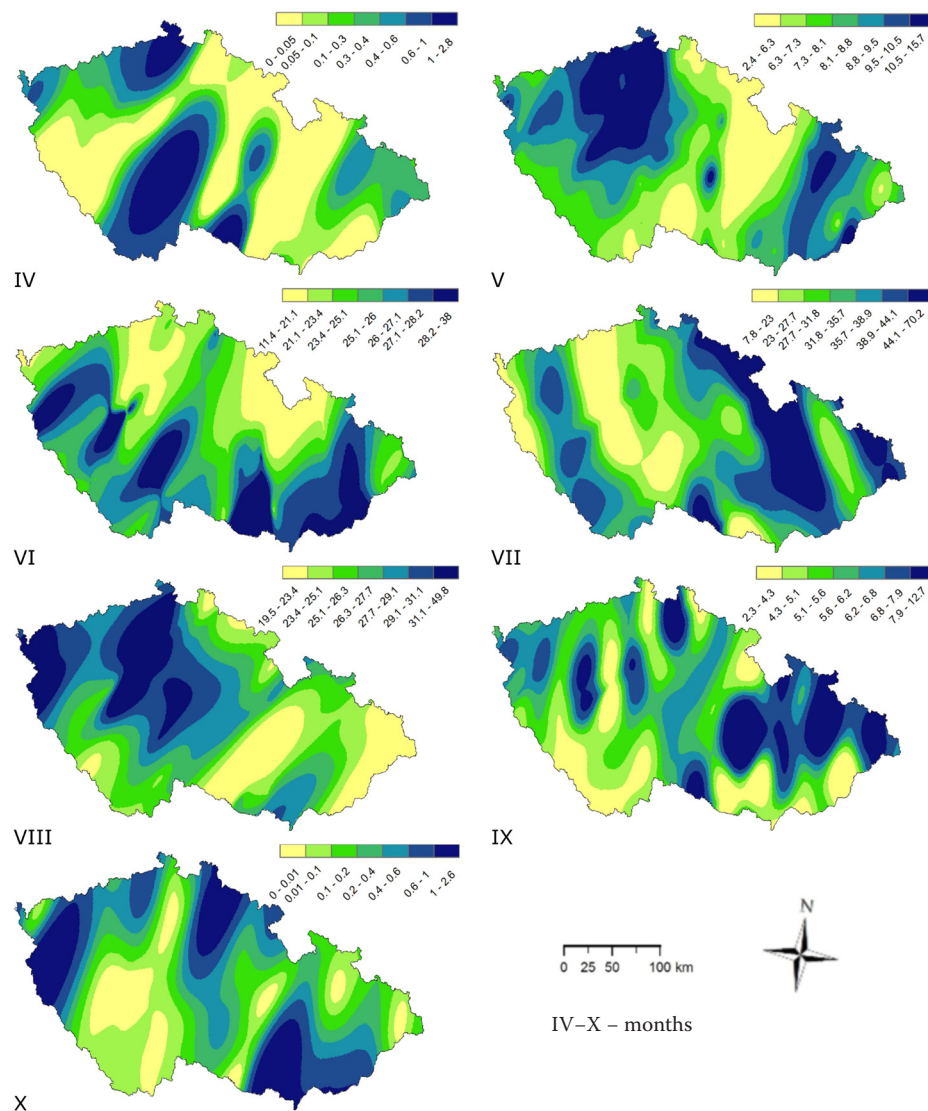 0 – 0.05
0.05 – 0.1
0.1 – 0.3
0.3 – 0.4
0.4 – 0.6
0.6 – 1
1 – 2.8
IV
2.4 – 6.3
6.3 – 7.3
7.3 – 8.1
8.1 – 8.8
8.8 – 9.5
9.5 – 10.5
10.5 – 15.7
V
11.4 – 21.1
21.1 – 23.4
23.4 – 25.1
25.1 – 26
26 – 27.1
27.1 – 28.2
28.2 – 38
VI
7.8 – 23
23 – 27.7
27.7 – 31.8
31.8 – 35.7
35.7 – 38.9
38.9 – 44.1
44.1 – 70.2
VII
19.5 – 23.4
23.4 – 25.1
25.1 – 26.3
26.3 – 27.7
27.7 – 29.1
29.1 – 31.1
31.1 – 49.8
VIII
2.3 – 4.3
4.3 – 5.1
5.1 – 5.6
5.6 – 6.2
6.2 – 6.8
6.8 – 7.9
7.9 – 12.7
IX
0 – 0.01
0.01 – 0.1
0.1 – 0.2
0.2 – 0.4
0.4 – 0.6
0.6 – 1
1 – 2.6
X
N
0 25 50 100 km
IV–X – months